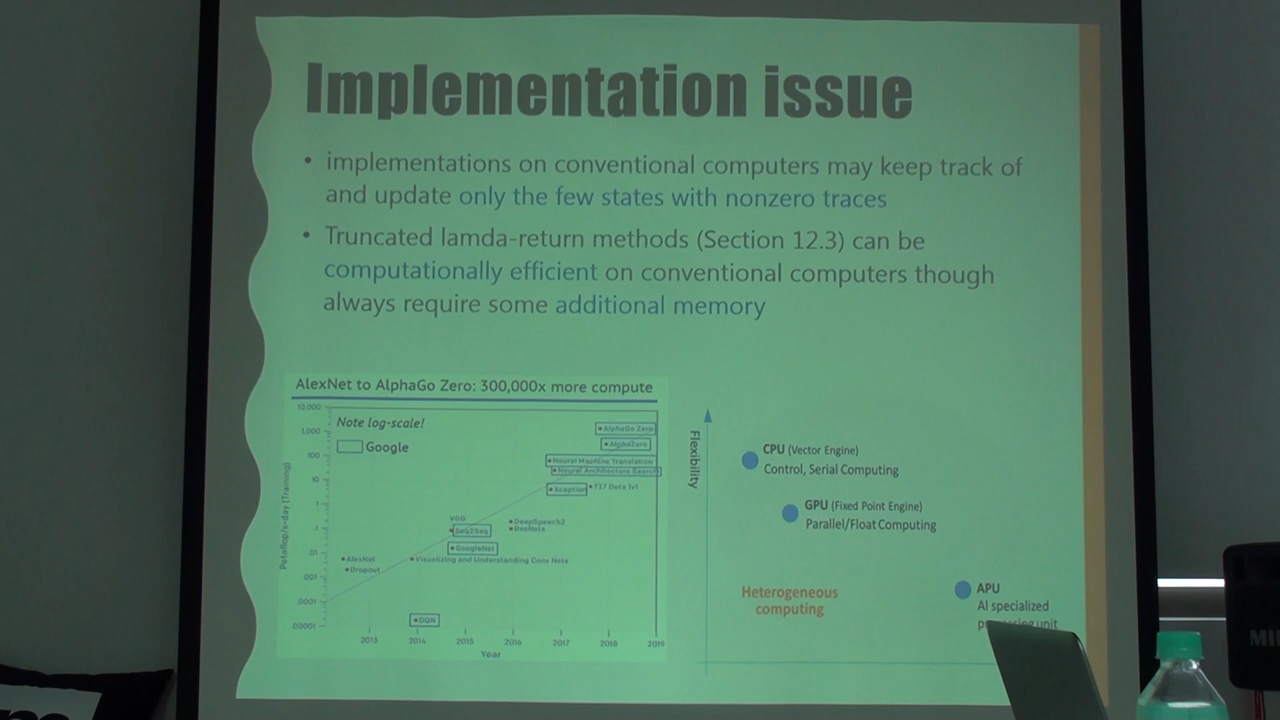 Implementation issue
• implementations on conventional computers may keep track of
and update only the few states with nonzero traces
• Truncated lamda-return methods (Section 12.3) can be
computationally efficient on conventional computers though
always require some additional memory
AlexNet to AlphaGo Zero: 300,000x more compute
Note log-scale!
Google
Petaflop/s-day (Training)
10,000
1,000
100
10
1
.1
.01
.001
.0001
.00001
AlphaGo Zero
AlphaZero
Neural Machine Translation
Neural Architecture Search
Xception
TI7 Dota 1v1
VGG
Seq2Seq
DeepSpeech2
ResNets
GoogleNet
AlexNet
Dropout
Visualizing and Understanding Conv Nets
DQN
2013 2014 2015 2016 2017 2018 2019
Year
Flexibility
CPU (Vector Engine)
Control, Serial Computing
GPU (Fixed Point Engine)
Parallel/Float Computing
Heterogeneous
computing
APU
AI specialized
unit